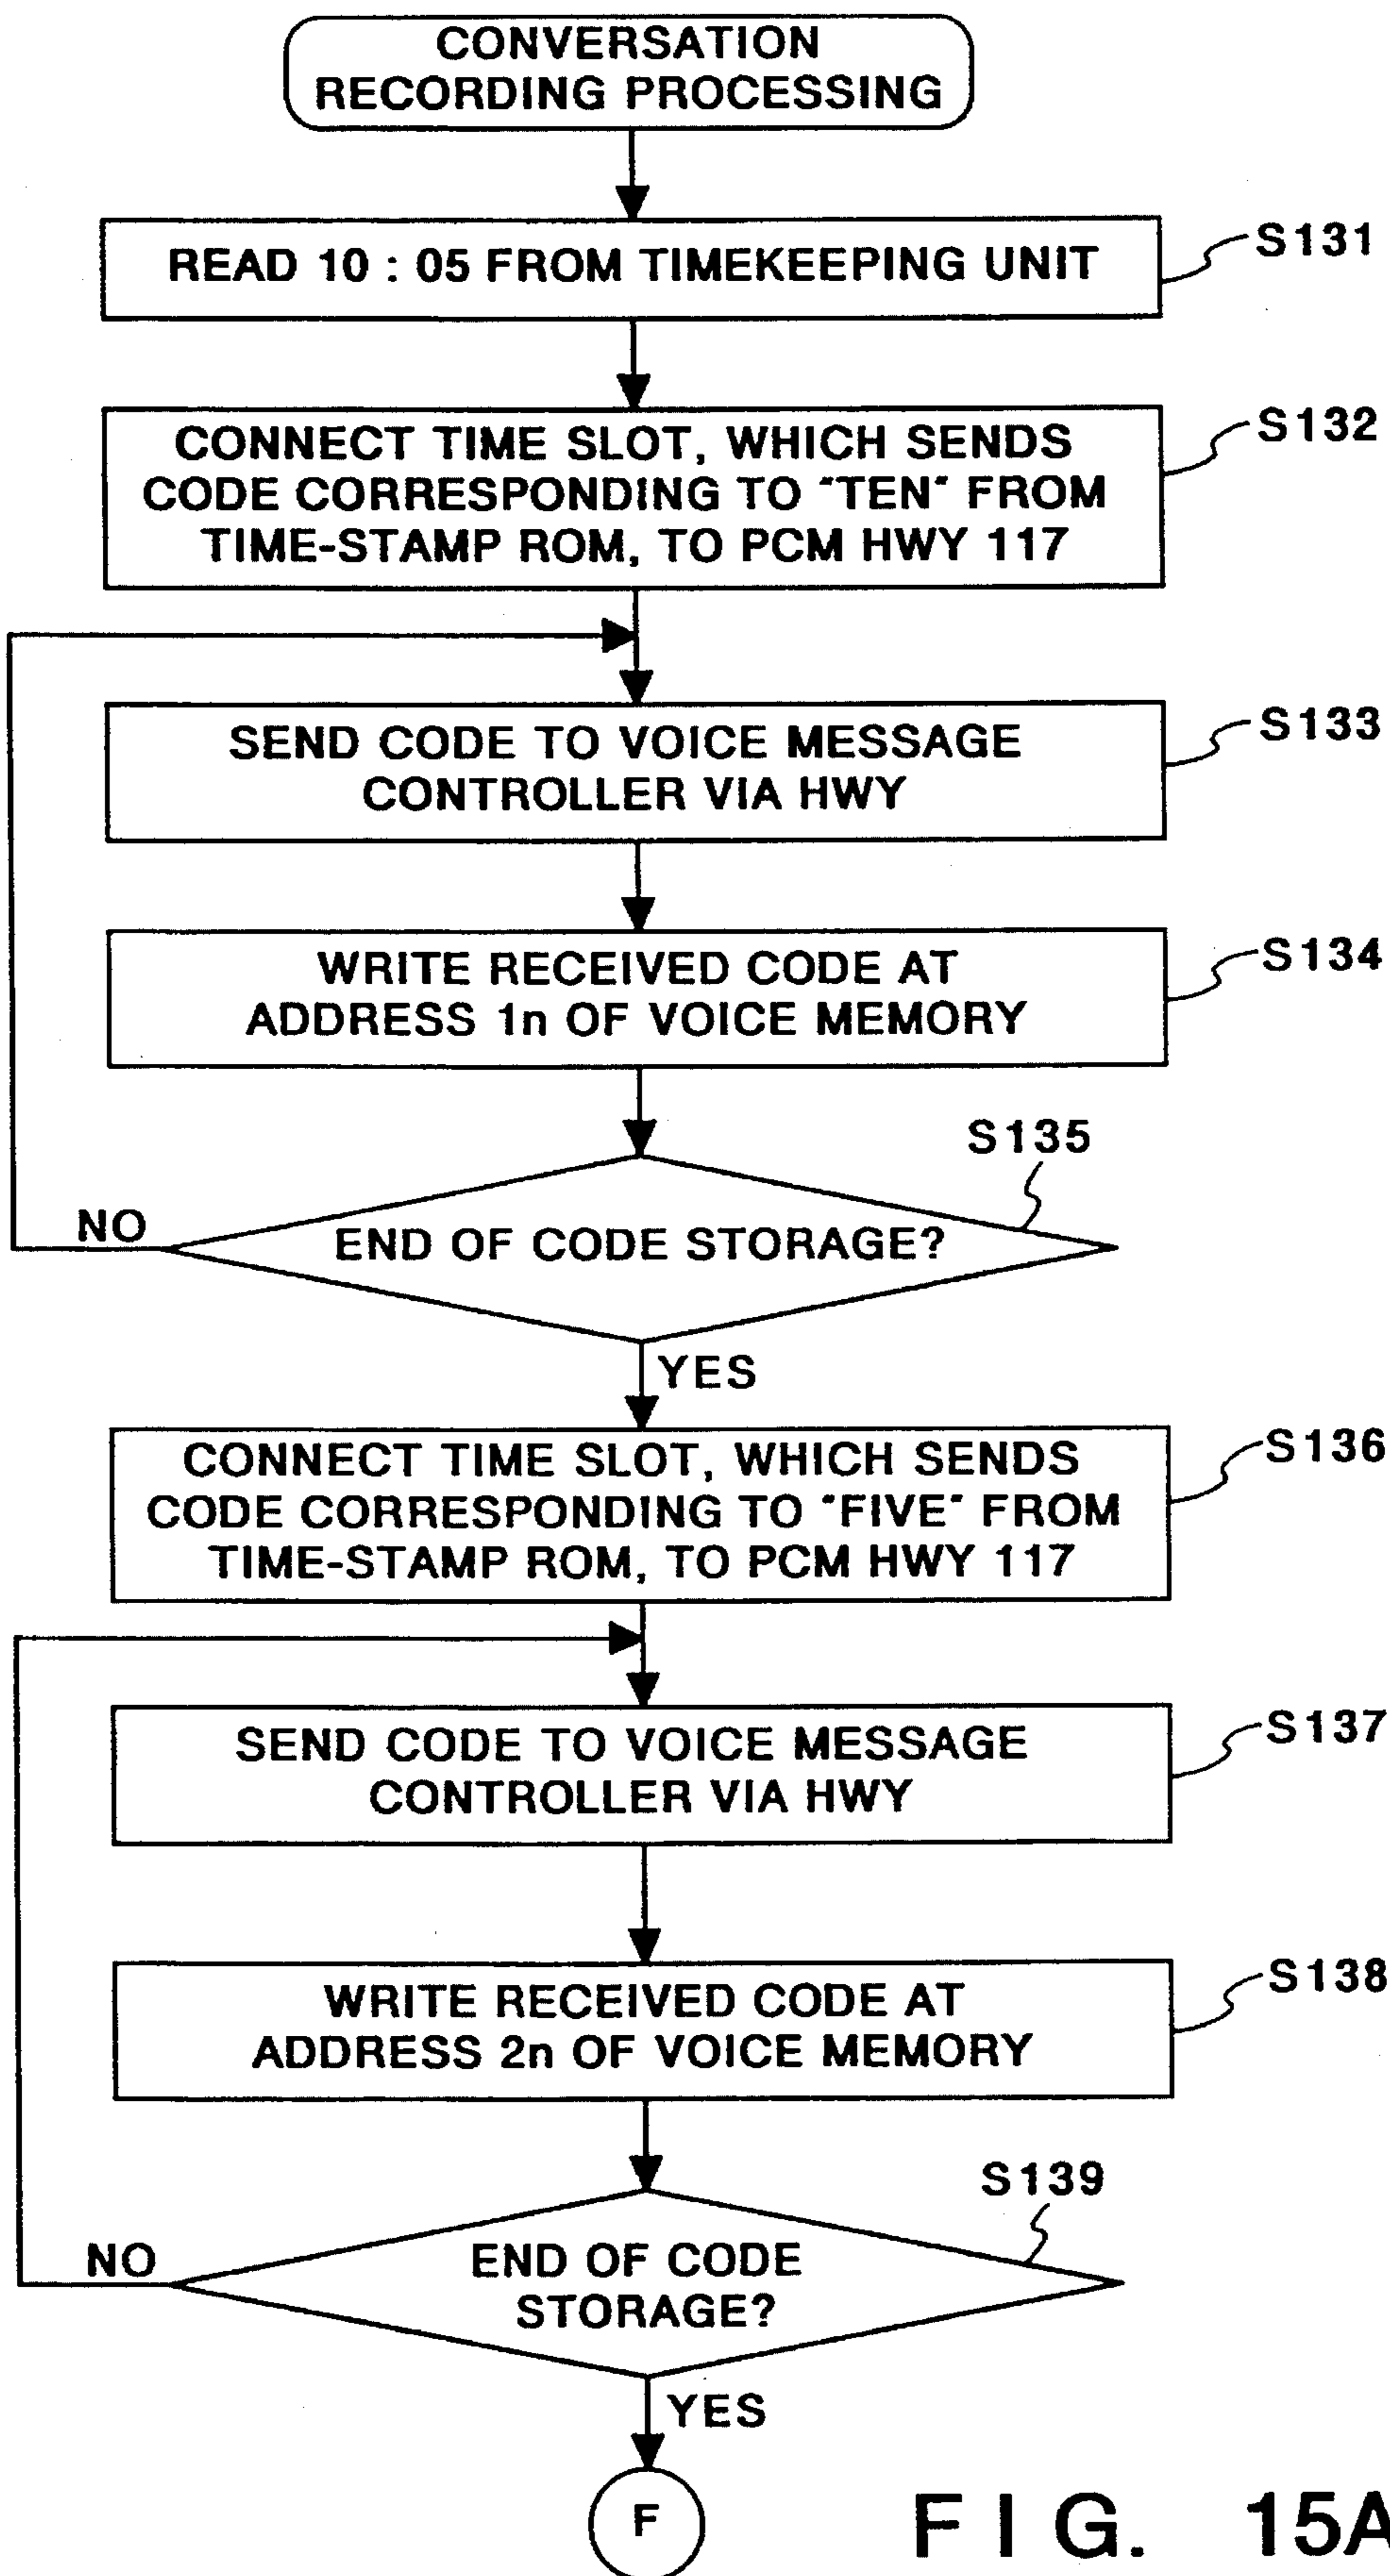 CONVERSATION
RECORDING PROCESSING
READ 10 : 05 FROM TIMEKEEPING UNIT
S131
CONNECT TIME SLOT, WHICH SENDS
CODE CORRESPONDING TO "TEN" FROM
TIME-STAMP ROM, TO PCM HWY 117
S132
SEND CODE TO VOICE MESSAGE
CONTROLLER VIA HWY
S133
WRITE RECEIVED CODE AT
ADDRESS 1n OF VOICE MEMORY
S134
S135
END OF CODE STORAGE?
NO
YES
CONNECT TIME SLOT, WHICH SENDS
CODE CORRESPONDING TO "FIVE" FROM
TIME-STAMP ROM, TO PCM HWY 117
S136
SEND CODE TO VOICE MESSAGE
CONTROLLER VIA HWY
S137
WRITE RECEIVED CODE AT
ADDRESS 2n OF VOICE MEMORY
S138
S139
END OF CODE
STORAGE?
NO
YES
F
FIG. 15A